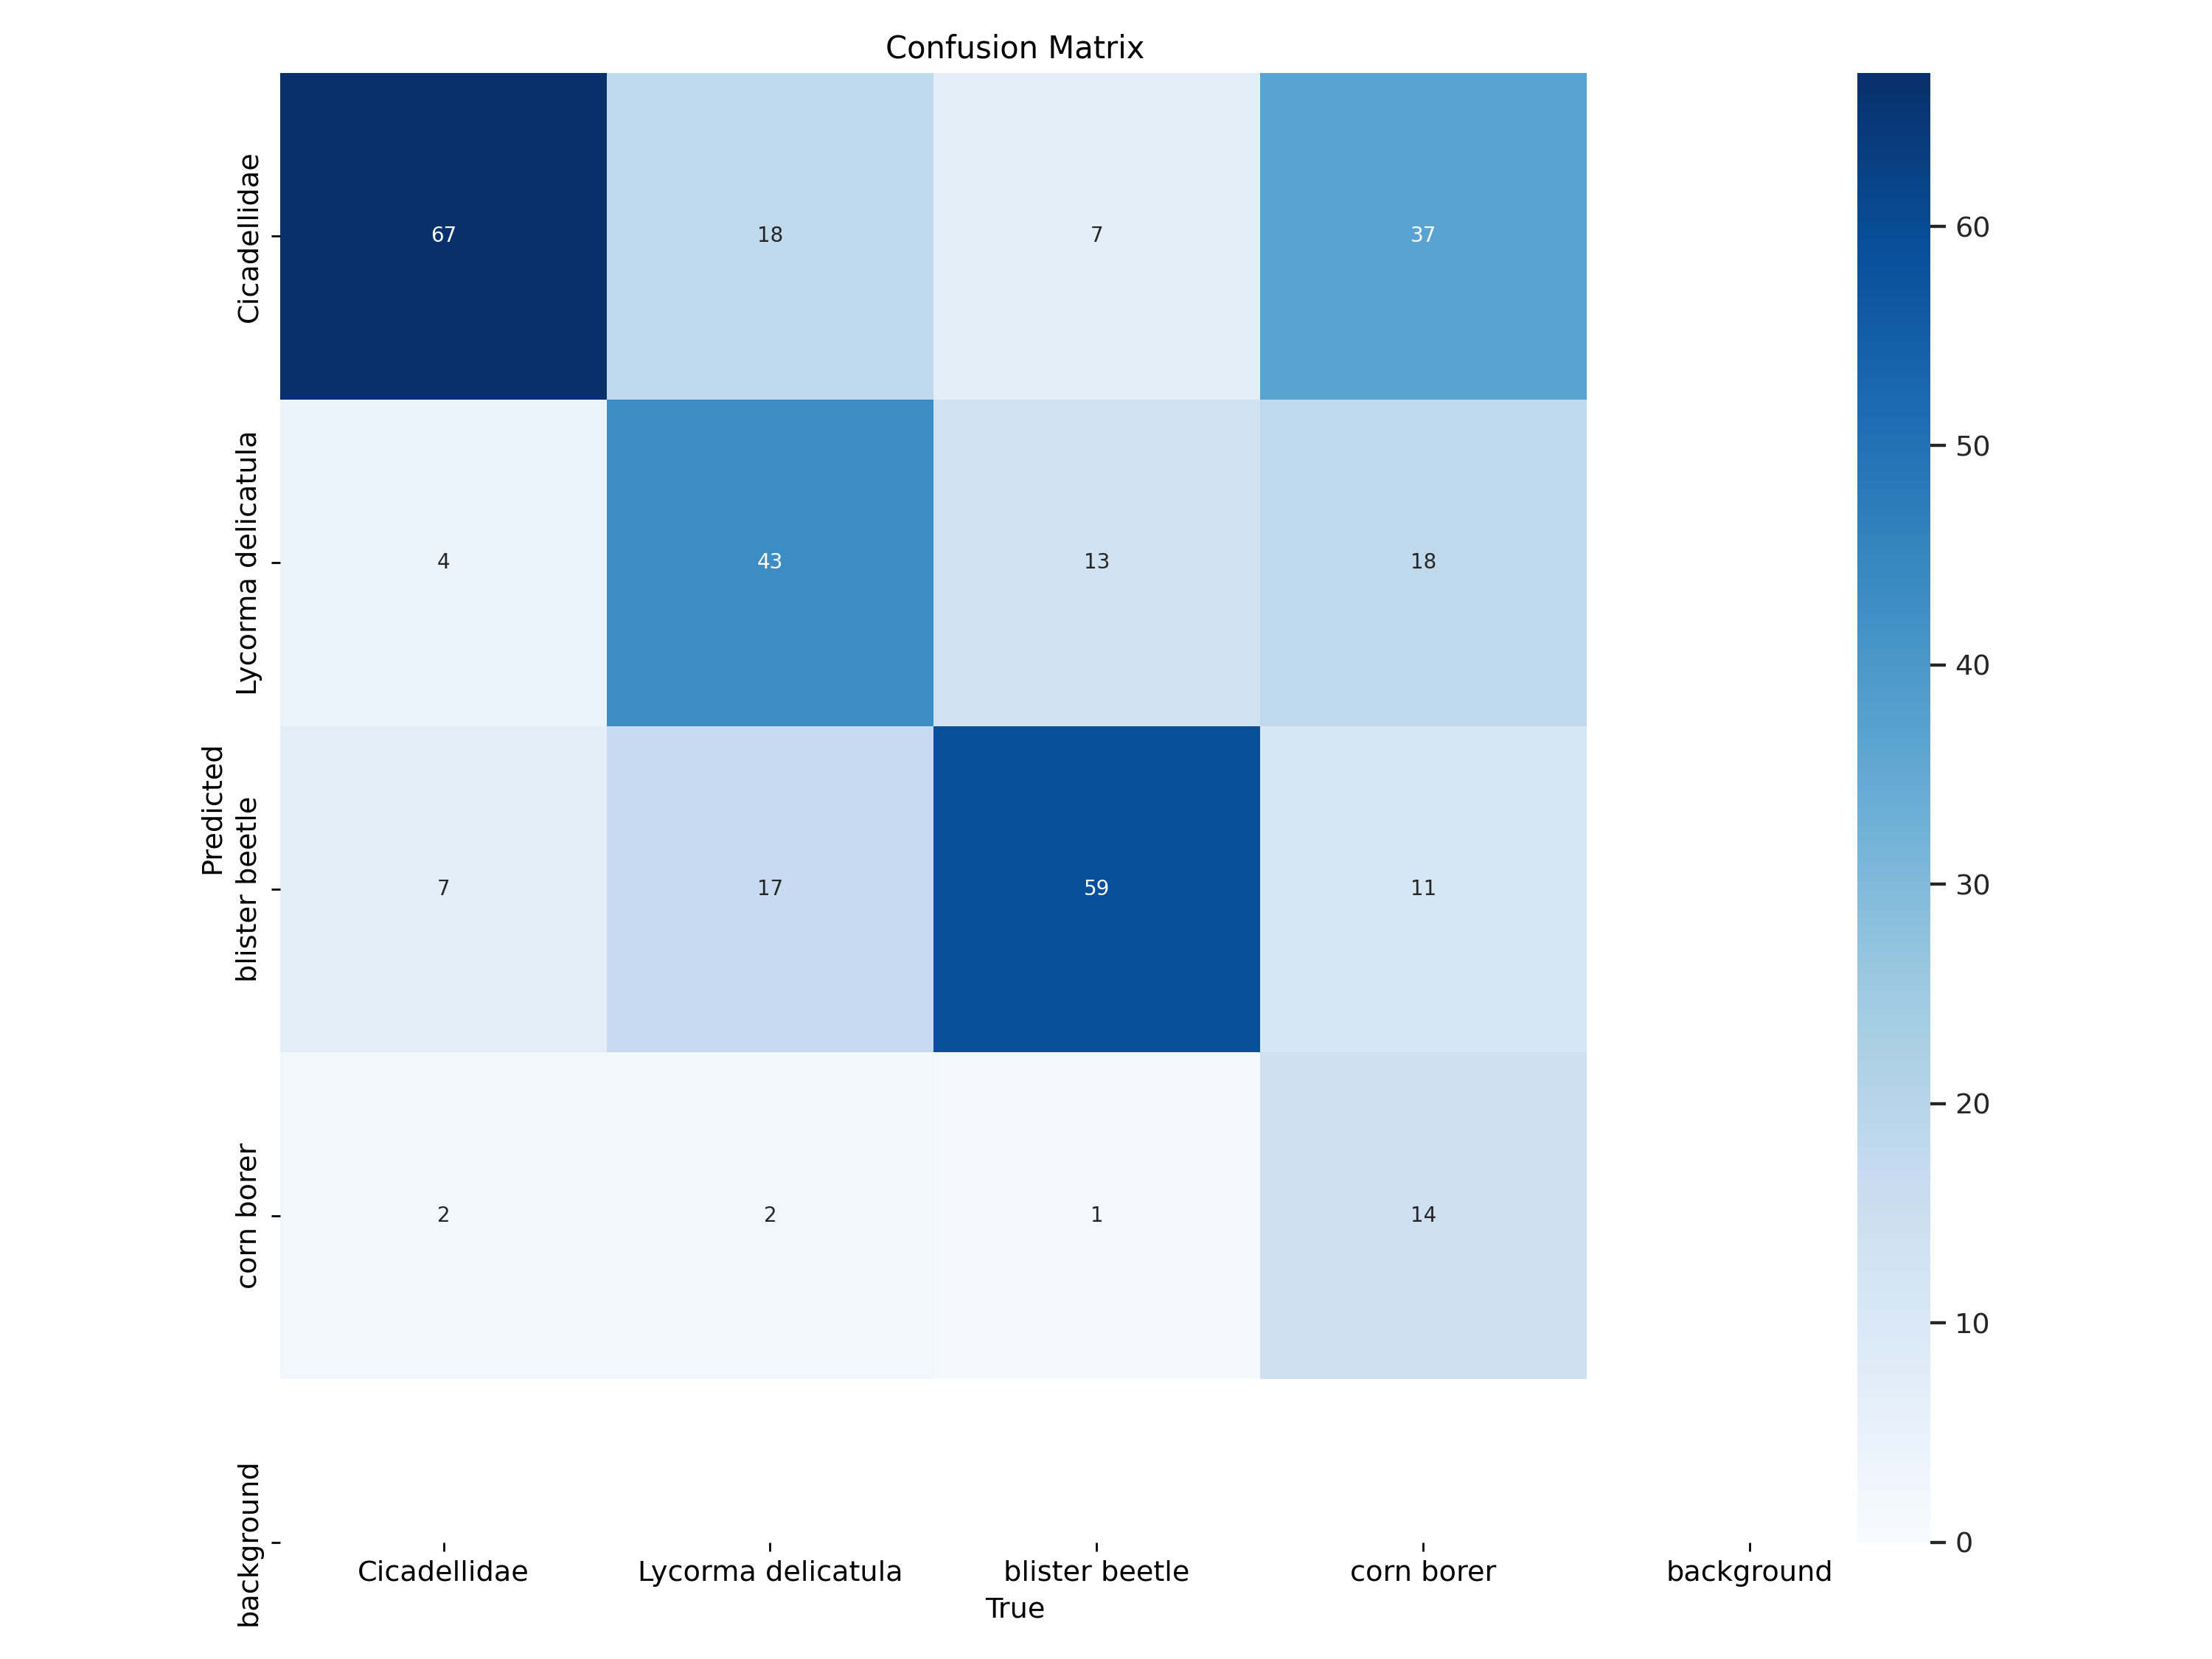 Confusion Matrix
Cicadellidae
67 18 7 37
Lycorma delicatula
4 43 13 18
blister beetle
7 17 59 11
corn borer
2 2 1 14
background
Predicted
Cicadellidae Lycorma delicatula blister beetle corn borer background
True
60
50
40
30
20
10
0